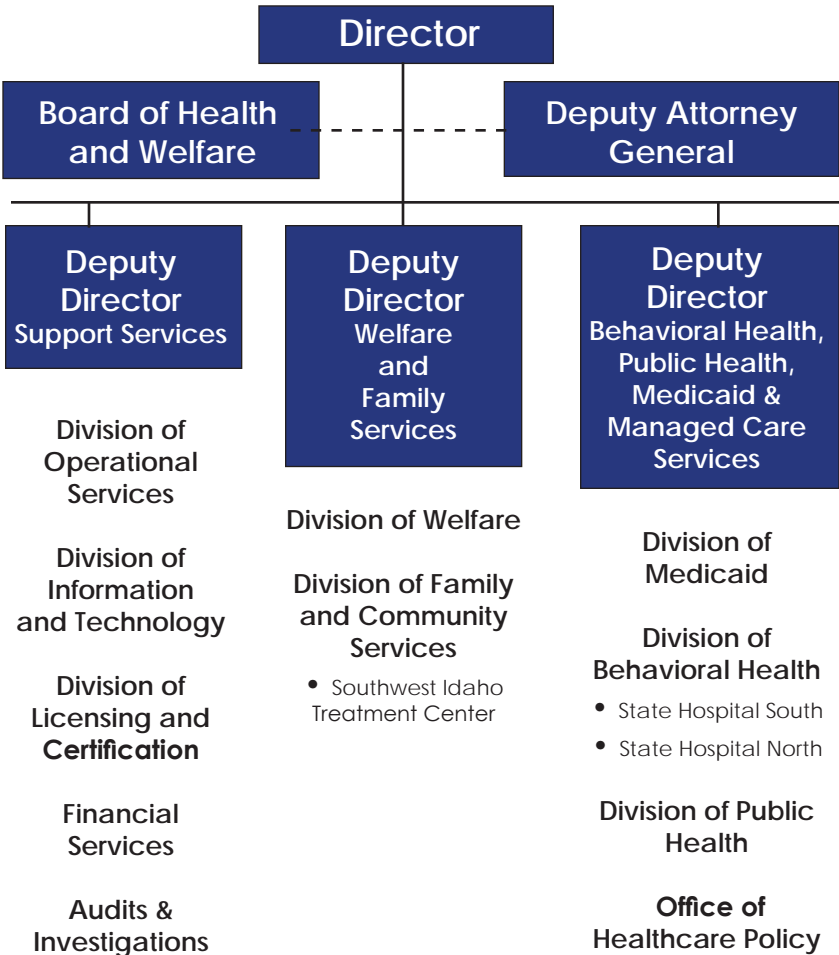 Director
Board of Health
and Welfare
Deputy Attorney
General
Deputy
Director
Support Services
Division of
Operational
Services
Division of
Information
and Technology
Division of
Licensing and
Certification
Financial
Services
Audits &
Investigations
Deputy
Director
Welfare
and
Family
Services
Division of Welfare
Division of Family
and Community
Services
• Southwest Idaho
Treatment Center
Deputy
Director
Behavioral Health,
Public Health,
Medicaid &
Managed Care
Services
Division of
Medicaid
Division of
Behavioral Health
• State Hospital South
• State Hospital North
Division of Public
Health
Office of
Healthcare Policy